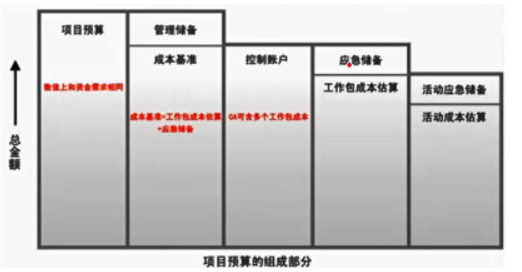 项目预算
管理储备
成本基准
控制账户
应急储备
工作包成本估算
活动应急储备
活动成本估算
数值上和资金需求相同
成本基准=工作包成本估算
+应急储备
CA可含多个工作包成本
总金额
项目预算的组成部分